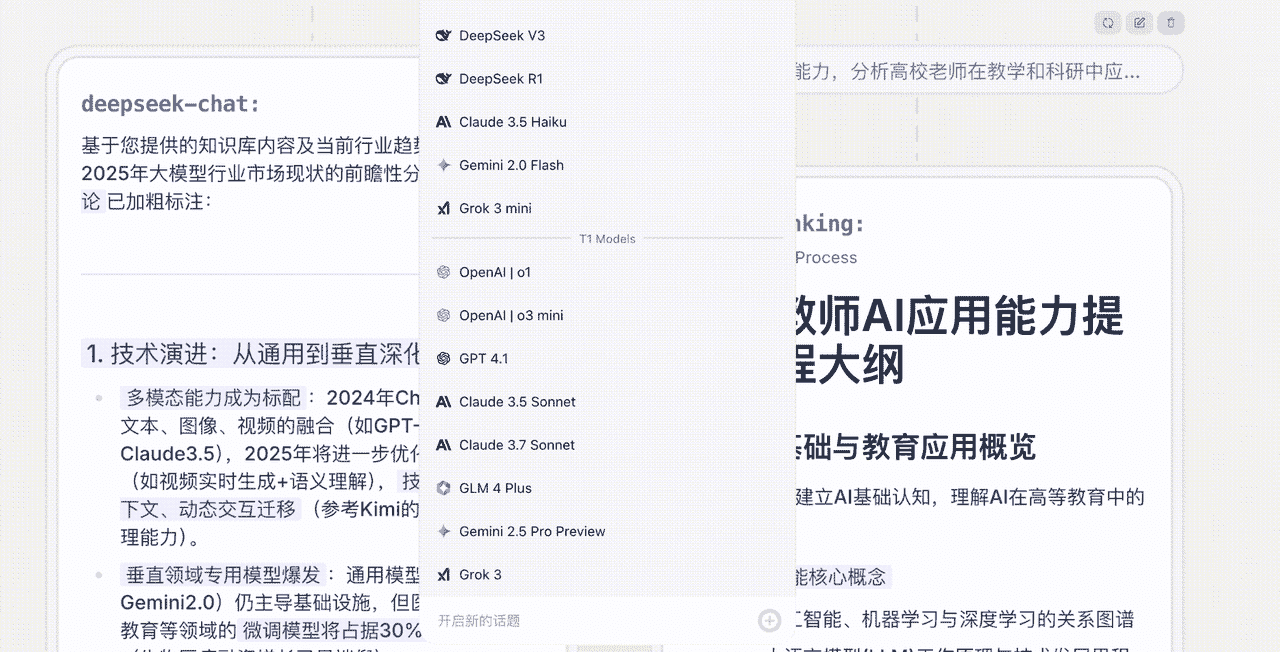 deepseek-chat:
基于您提供的知识库内容及当前行业趋
2025年大模型行业市场现状的前瞻性分
论 已加粗标注：
1. 技术演进：从通用到垂直深化
多模态能力成为标配 ：2024年Ch
文本、图像、视频的融合（如GPT-
Claude3.5），2025年将进一步优化
（如视频实时生成+语义理解），技
下文、动态交互迁移 （参考Kimi的
理能力）。
垂直领域专用模型爆发 ：通用模型
Gemini2.0）仍主导基础设施，但
教育等领域的 微调模型将占据30%
DeepSeek V3
DeepSeek R1
Claude 3.5 Haiku
Gemini 2.0 Flash
Grok 3 mini
T1 Models
OpenAI | o1
OpenAI | o3 mini
GPT 4.1
Claude 3.5 Sonnet
Claude 3.7 Sonnet
GLM 4 Plus
Gemini 2.5 Pro Preview
Grok 3
开启新的话题
能力，分析高校老师在教学和科研中应...
nking:
Process
教师AI应用能力提
程大纲
基础与教育应用概览
建立AI基础认知，理解AI在高等教育中的
能核心概念
工智能、机器学习与深度学习的关系图谱